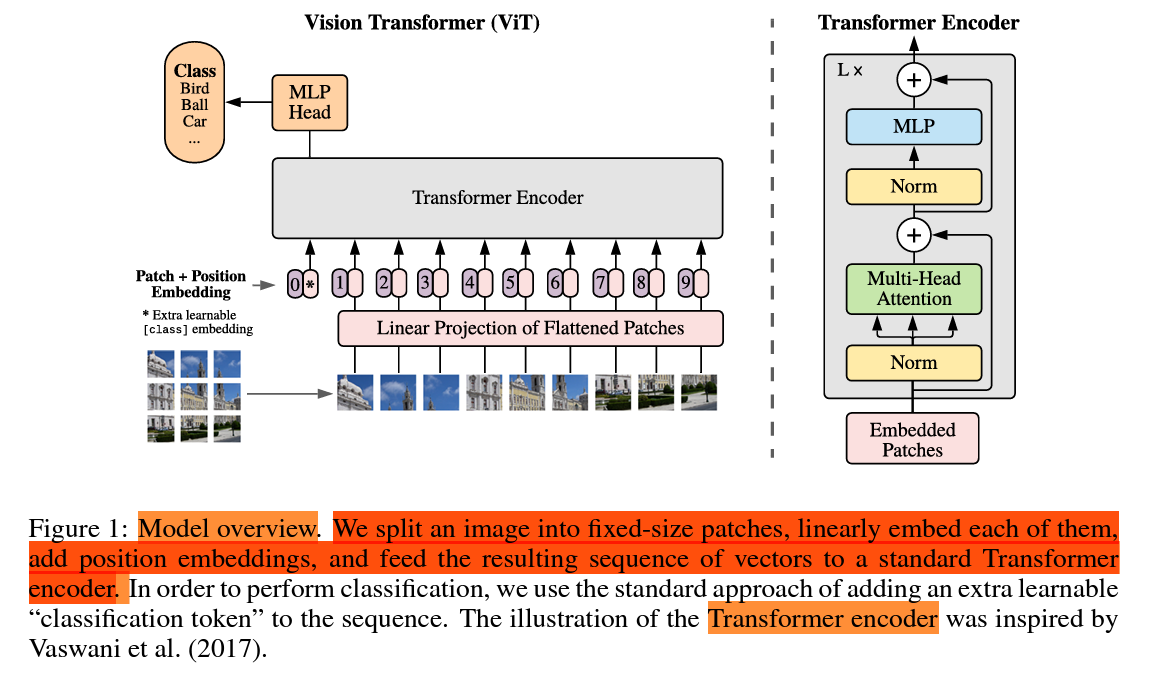 Vision Transformer (ViT)
Class
Bird
Ball
Car
...
MLP
Head
Transformer Encoder
Patch + Position
Embedding
* Extra learnable
[class] embedding
0 * 1 2 3 4 5 6 7 8 9
Linear Projection of Flattened Patches
Transformer Encoder
L ×
+
MLP
Norm
+
Multi-Head
Attention
Norm
Embedded
Patches
Figure 1: Model overview. We split an image into fixed-size patches, linearly embed each of them,
add position embeddings, and feed the resulting sequence of vectors to a standard Transformer
encoder. In order to perform classification, we use the standard approach of adding an extra learnable
“classification token” to the sequence. The illustration of the Transformer encoder was inspired by
Vaswani et al. (2017).